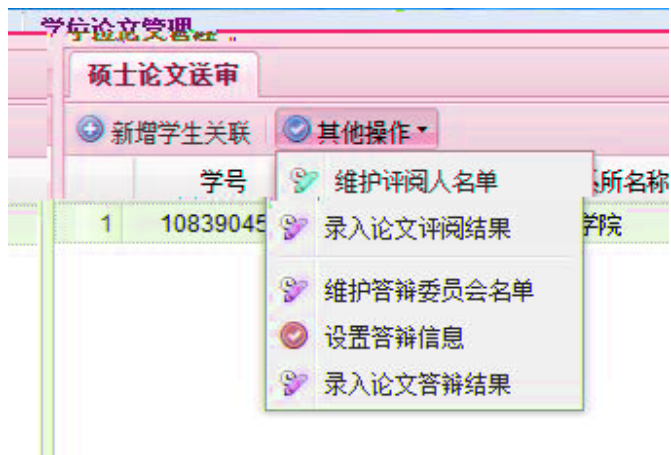 学位论文管理
硕士论文送审
新增学生关联 其他操作
学号 所名称
1 10839045 学院
维护评阅人名单
录入论文评阅结果
维护答辩委员会名单
设置答辩信息
录入论文答辩结果